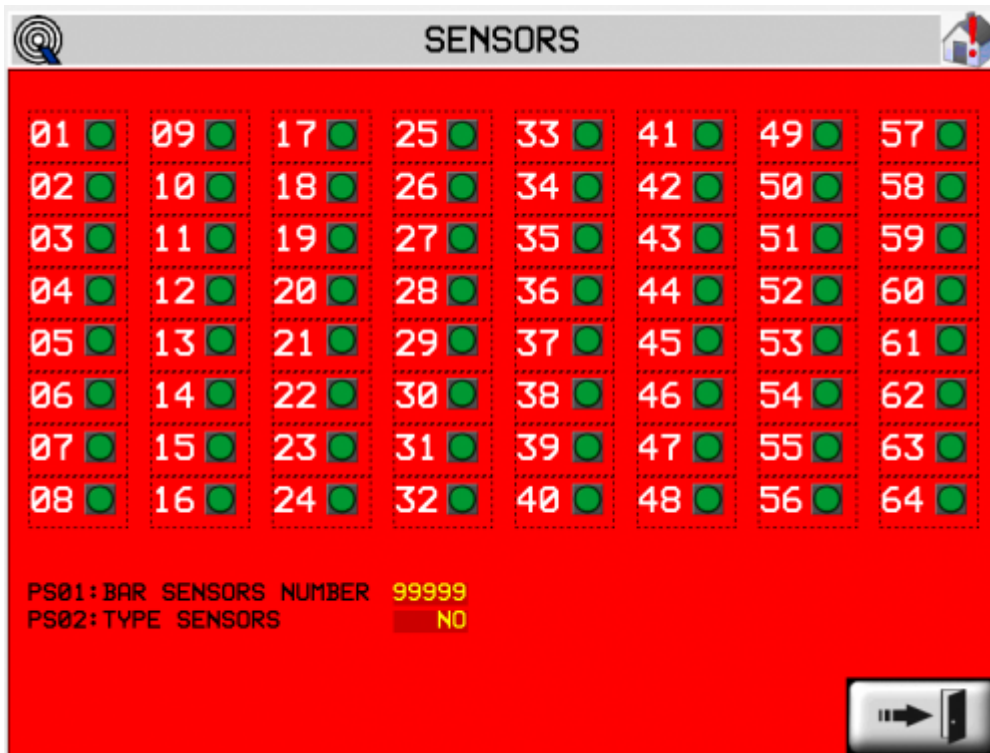 SENSORS
01 09 17 25 33 41 49 57
02 10 18 26 34 42 50 58
03 11 19 27 35 43 51 59
04 12 20 28 36 44 52 60
05 13 21 29 37 45 53 61
06 14 22 30 38 46 54 62
07 15 23 31 39 47 55 63
08 16 24 32 40 48 56 64
PS01:BAR SENSORS NUMBER 99999
PS02:TYPE SENSORS NO